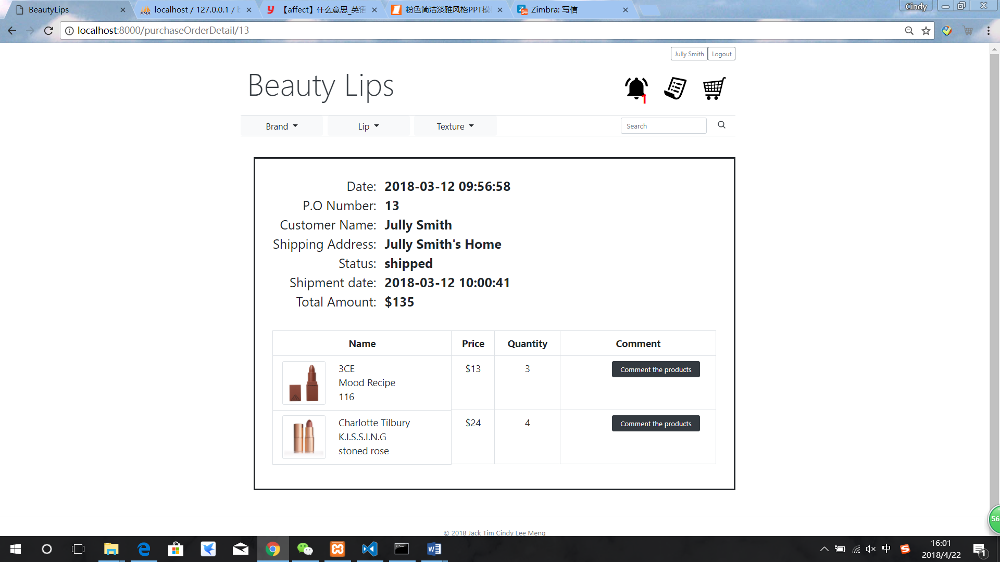 BeautyLips
localhost / 127.0.0.1 / b
【affect】什么意思_英语
粉色简洁淡雅风格PPT模
Zimbra: 写信
Cindy
localhost:8000/purchaseOrderDetail/13
Jully Smith
Logout
Beauty Lips
1
Brand
Lip
Texture
Search
Date: 2018-03-12 09:56:58
P.O Number: 13
Customer Name: Jully Smith
Shipping Address: Jully Smith's Home
Status: shipped
Shipment date: 2018-03-12 10:00:41
Total Amount: $135
Name Price Quantity Comment
3CE
Mood Recipe
116
$13
3
Comment the products
Charlotte Tilbury
K.I.S.S.I.N.G
stoned rose
$24
4
Comment the products
© 2018 Jack Tim Cindy Lee Meng
56
中
16:01
2018/4/22
1